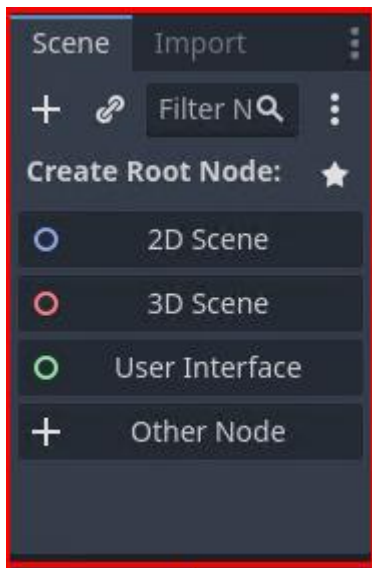 Scene Import
Filter N
Create Root Node:
2D Scene
3D Scene
User Interface
Other Node